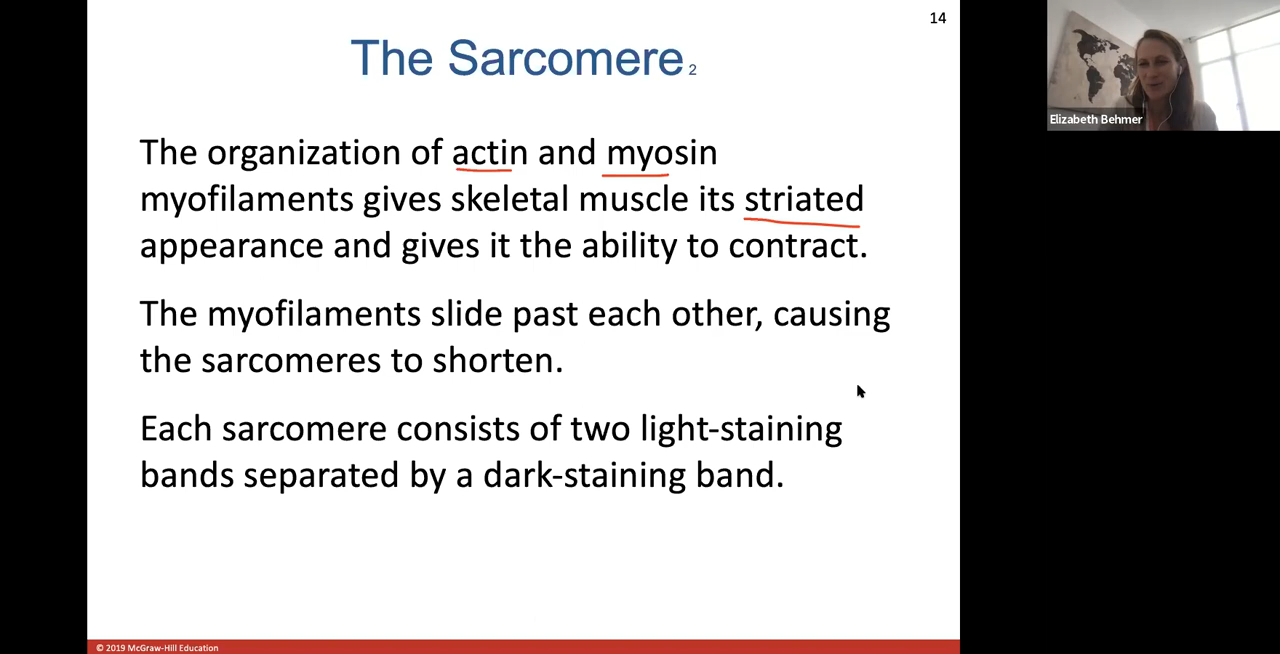 14
The Sarcomere 2
Elizabeth Behmer
The organization of actin and myosin
myofilaments gives skeletal muscle its striated
appearance and gives it the ability to contract.
The myofilaments slide past each other, causing
the sarcomeres to shorten.
Each sarcomere consists of two light-staining
bands separated by a dark-staining band.
© 2019 McGraw-Hill Education